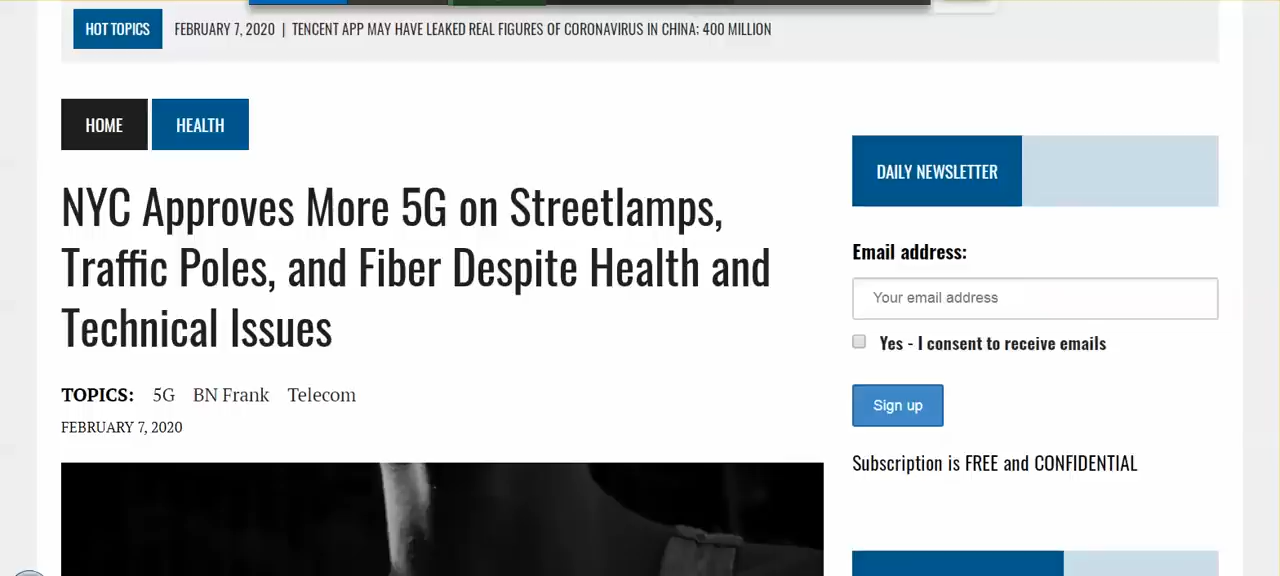 HOT TOPICS FEBRUARY 7, 2020 | TENCENT APP MAY HAVE LEAKED REAL FIGURES OF CORONAVIRUS IN CHINA: 400 MILLION
HOME HEALTH
NYC Approves More 5G on Streetlamps,
Traffic Poles, and Fiber Despite Health and
Technical Issues
TOPICS: 5G BN Frank Telecom
FEBRUARY 7, 2020
DAILY NEWSLETTER
Email address:
Your email address
Yes - I consent to receive emails
Sign up
Subscription is FREE and CONFIDENTIAL